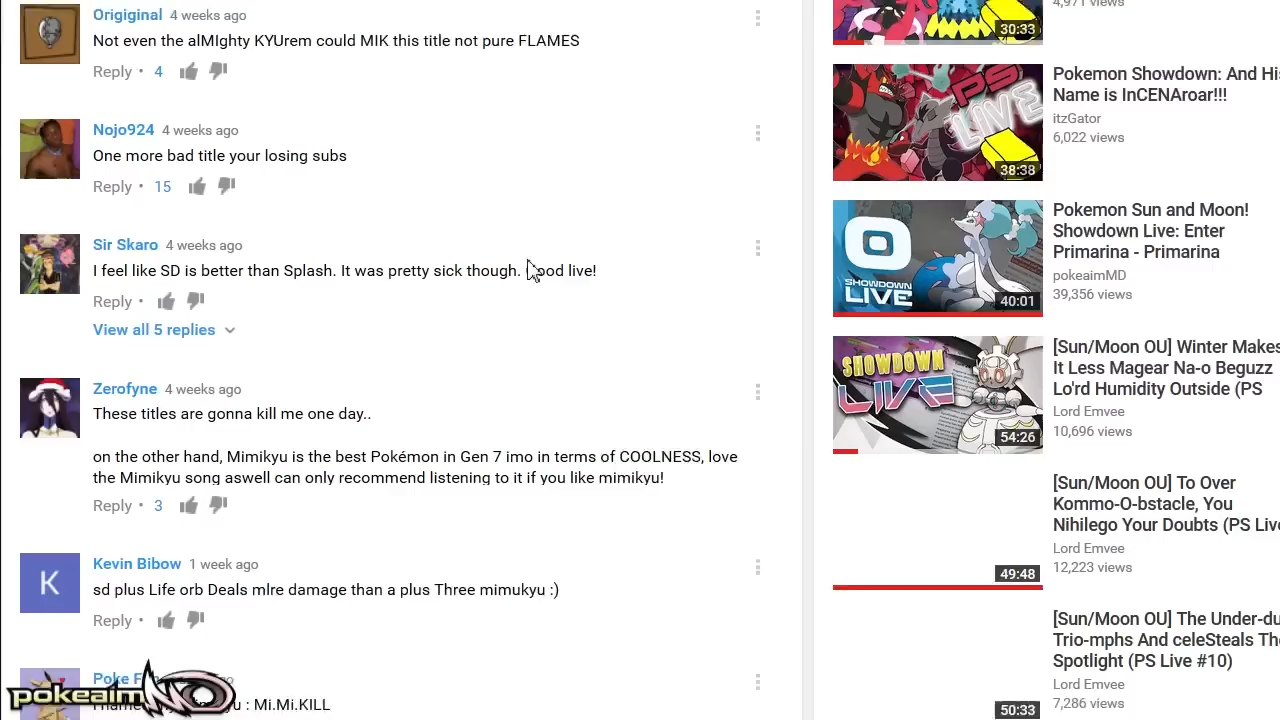 Origiginal 4 weeks ago
Not even the alMIghty KYUrem could MIK this title not pure FLAMES
Reply • 4
Nojo924 4 weeks ago
One more bad title your losing subs
Reply • 15
Sir Skaro 4 weeks ago
I feel like SD is better than Splash. It was pretty sick though. ood live!
Reply •
View all 5 replies
Zerofyne 4 weeks ago
These titles are gonna kill me one day..
on the other hand, Mimikyu is the best Pokémon in Gen 7 imo in terms of COOLNESS, love
the Mimikyu song aswell can only recommend listening to it if you like mimikyu!
Reply • 3
K
Kevin Bibow 1 week ago
sd plus Life orb Deals mlre damage than a plus Three mimukyu :)
Reply •
Poke
: Mi.Mi.KILL
pokeaimMD
4,971 views
30:33
Pokemon Showdown: And His
Name is InCENAroar!!!
itzGator
6,022 views
PS
LIVE
38:38
Pokemon Sun and Moon!
Showdown Live: Enter
Primarina - Primarina
pokeaimMD
39,356 views
SHOWDOWN
LIVE
40:01
[Sun/Moon OU] Winter Makes
It Less Magear Na-o Beguzz
Lo'rd Humidity Outside (PS
Lord Emvee
10,696 views
SHOWDOWN
LIVE
54:26
[Sun/Moon OU] To Over
Kommo-O-bstacle, You
Nihilego Your Doubts (PS Live
Lord Emvee
12,223 views
49:48
[Sun/Moon OU] The Under-du
Trio-mphs And celeSteals The
Spotlight (PS Live #10)
Lord Emvee
7,286 views
50:33